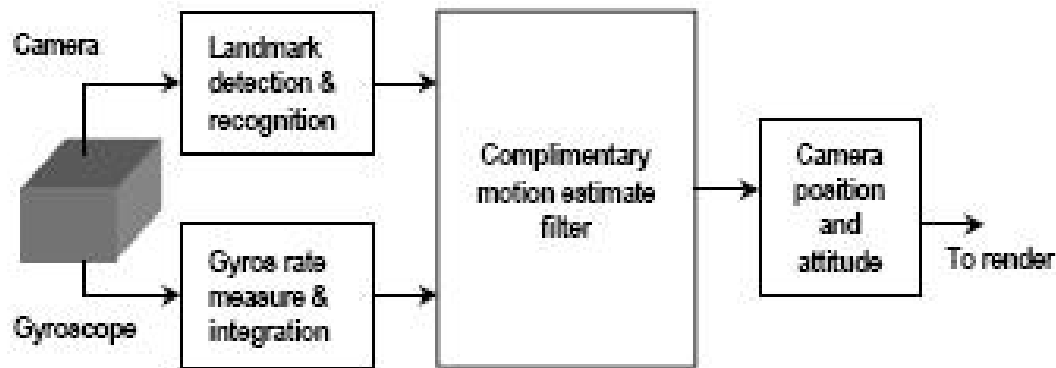 Camera
Landmark
detection &
recognition
Complimentary
motion estimate
filter
Camera
position
and
attitude
To render
Gyros rate
measure &
integration
Gyroscope